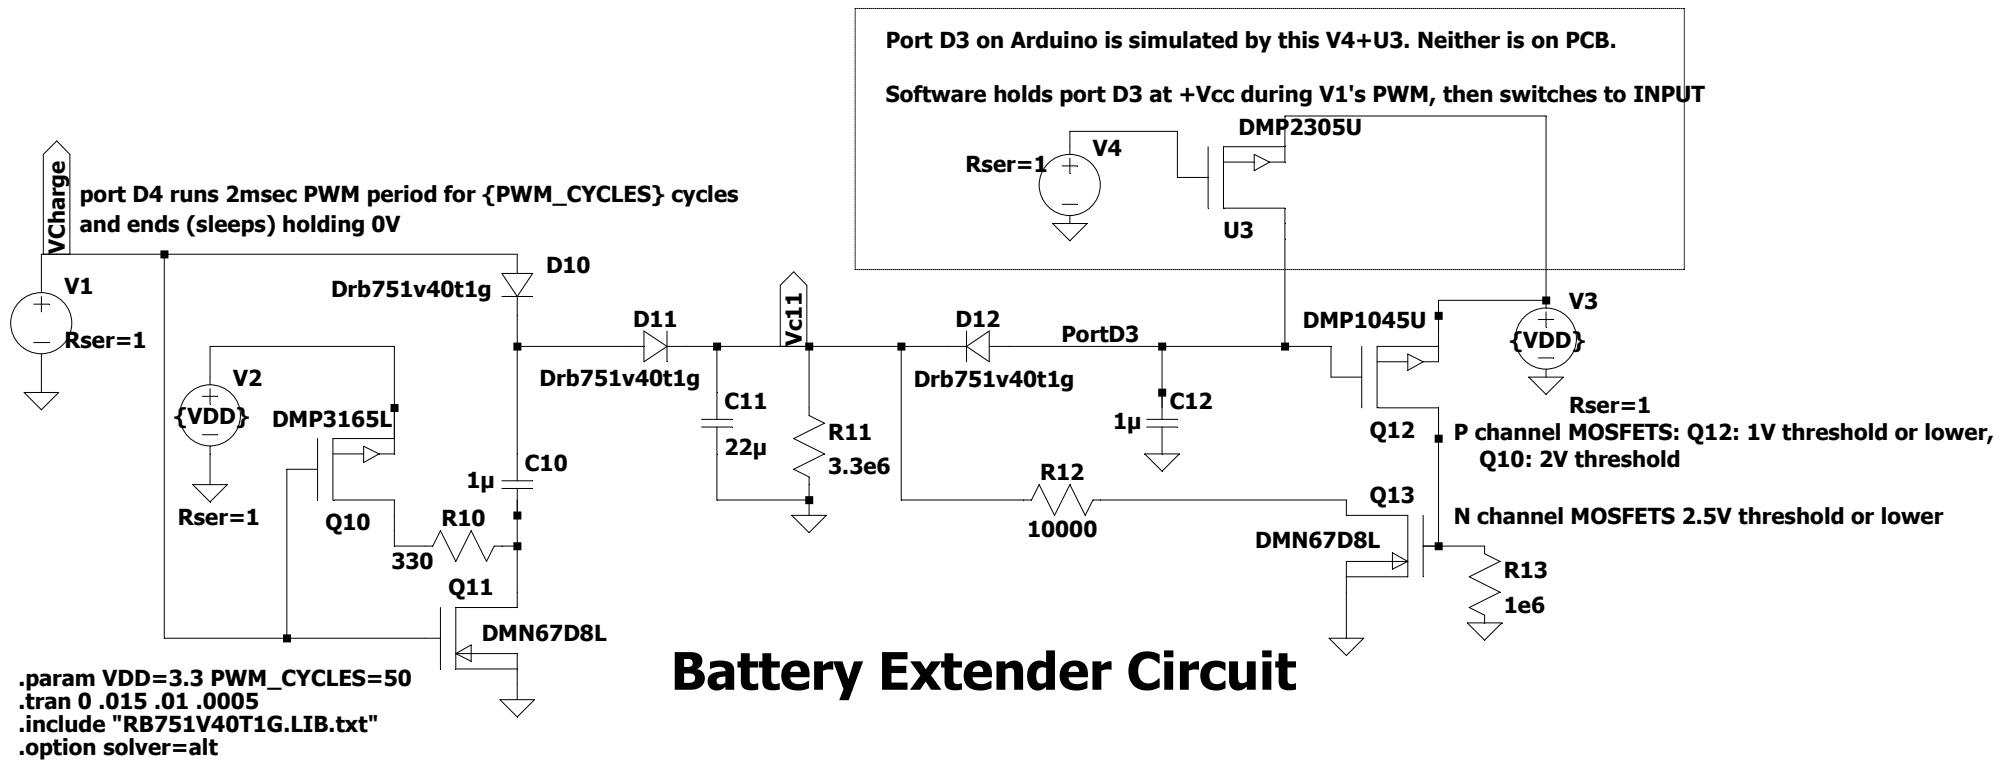 Port D3 on Arduino is simulated by this V4+U3. Neither is on PCB.
Software holds port D3 at +Vcc during V1's PWM, then switches to INPUT
DMP2305U
V4
Rser=1
U3
VCharge
port D4 runs 2msec PWM period for {PWM_CYCLES} cycles
and ends (sleeps) holding 0V
V1
Rser=1
D10
Drb751v40t1g
D11
Drb751v40t1g
Vc11
D12
Drb751v40t1g
PortD3
DMP1045U
V3
{VDD}
Rser=1
V2
{VDD}
Rser=1
DMP3165L
Q10
R10
330
C10
1µ
C11
22µ
R11
3.3e6
C12
1µ
Q12
P channel MOSFETS: Q12: 1V threshold or lower,
Q10: 2V threshold
R12
10000
Q13
DMN67D8L
N channel MOSFETS 2.5V threshold or lower
R13
1e6
Q11
DMN67D8L
Battery Extender Circuit
.param VDD=3.3 PWM_CYCLES=50
.tran 0 .015 .01 .0005
.include "RB751V40T1G.LIB.txt"
.option solver=alt